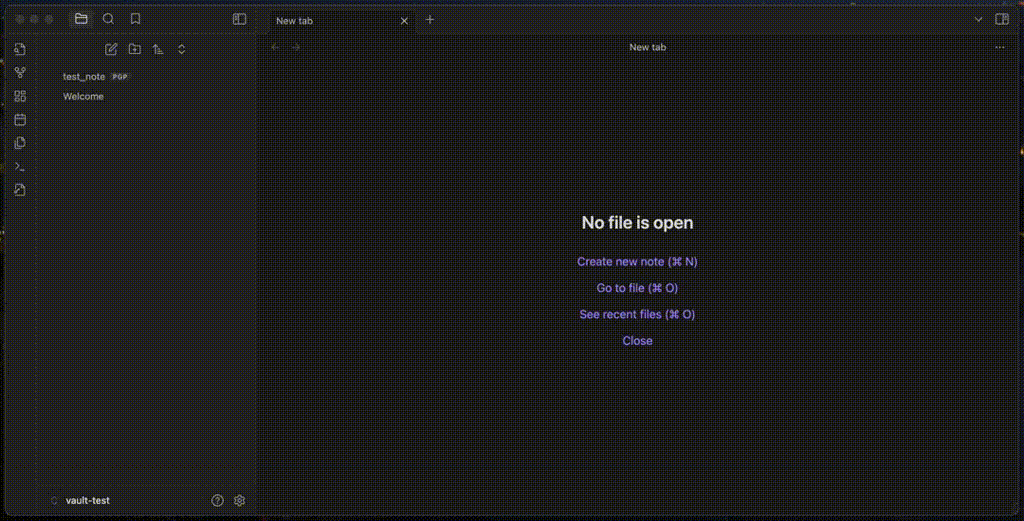 New tab
New tab
test_note PGP
Welcome
No file is open
Create new note (⌘ N)
Go to file (⌘ O)
See recent files (⌘ O)
Close
vault-test